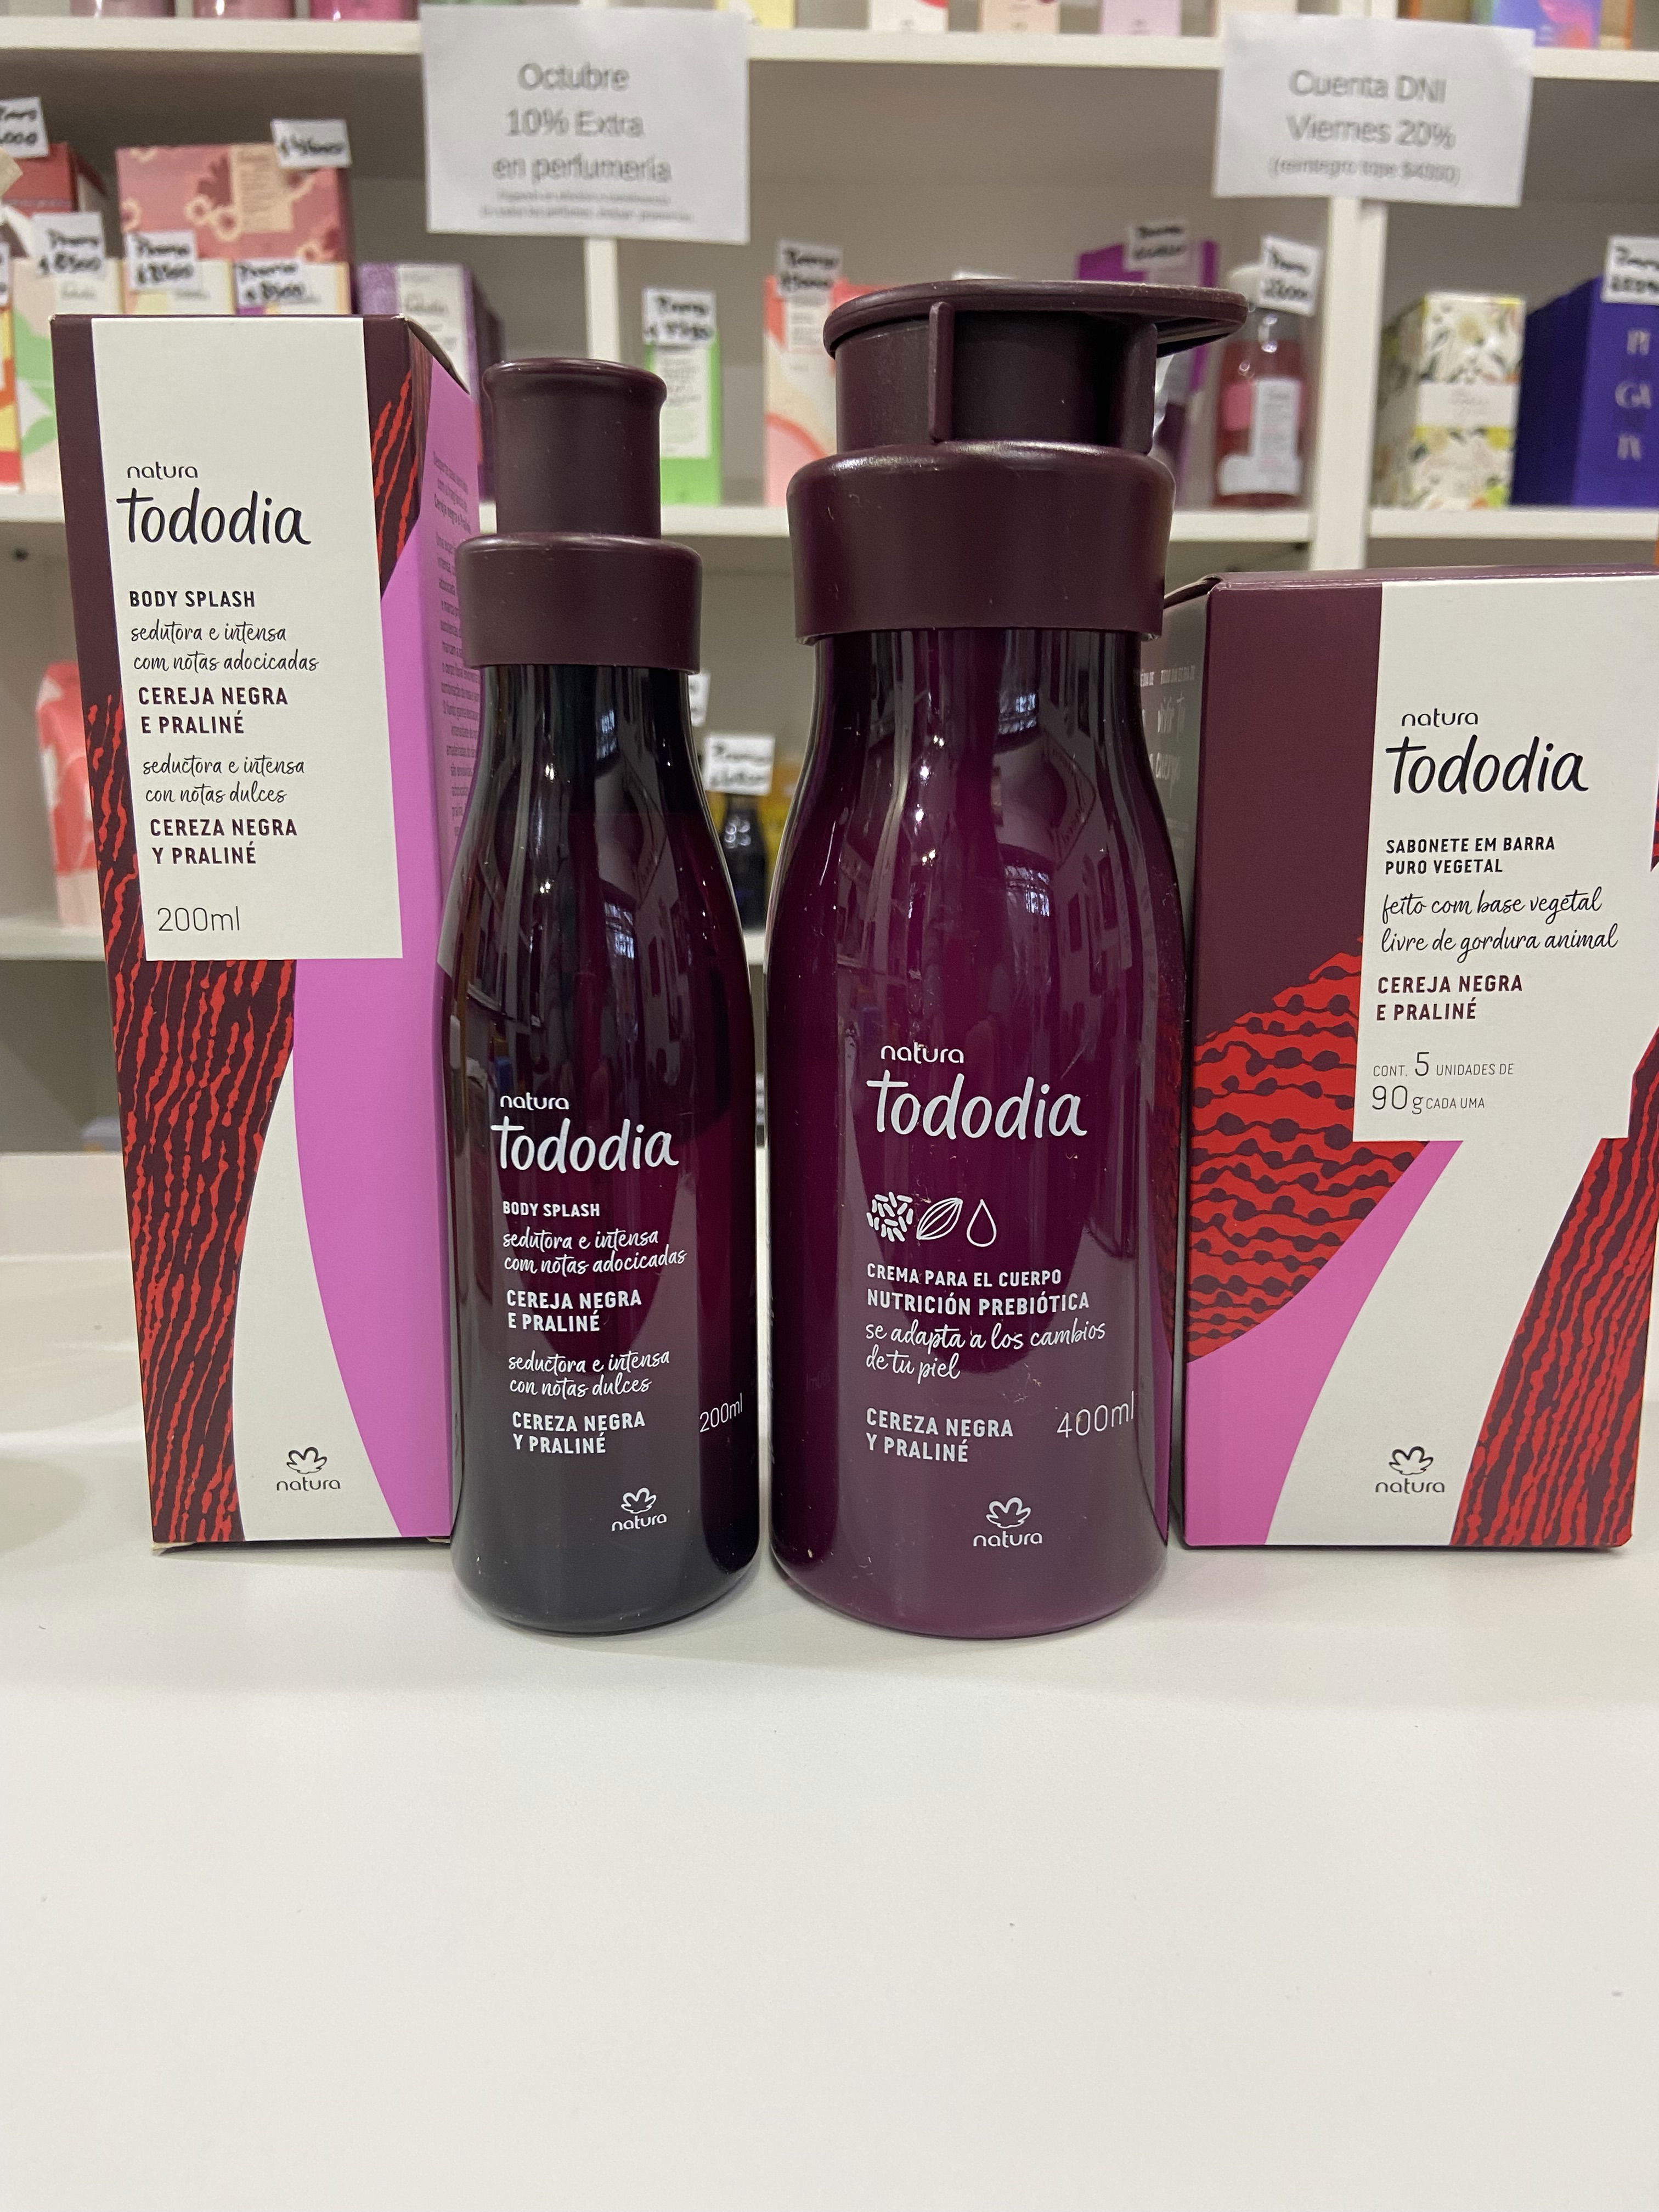 Octubre
10% Extra
en perfumería
Cuenta DNI
Viernes 20%
natura
tododia
BODY SPLASH
sedutora e intensa
com notas adocicadas
CEREJA NEGRA
E PRALINÉ
seductora e intensa
con notas dulces
CEREZA NEGRA
Y PRALINÉ
200ml
natura
natura
tododia
BODY SPLASH
sedutora e intensa
com notas adocicadas
CEREJA NEGRA
E PRALINÉ
seductora e intensa
con notas dulces
CEREZA NEGRA
Y PRALINÉ
200ml
natura
natura
tododia
CREMA PARA EL CUERPO
NUTRICIÓN PREBIÓTICA
se adapta a los cambios
de tu piel
CEREZA NEGRA
Y PRALINÉ
400ml
natura
natura
tododia
SABONETE EM BARRA
PURO VEGETAL
feito com base vegetal
livre de gordura animal
CEREJA NEGRA
E PRALINÉ
CONT. 5 UNIDADES DE
90g CADA UMA
natura